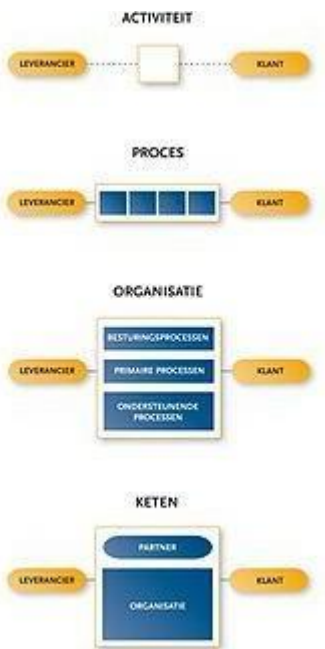 ACTIVITEIT
LEVERANCIER
KLANT
PROCES
LEVERANCIER
KLANT
ORGANISATIE
BESTURINGSPROCESSEN
LEVERANCIER
PRIMAIRE PROCESSEN
KLANT
ONDERSTEUNENDE
PROCESSEN
KETEN
PARTNER
LEVERANCIER
KLANT
ORGANISATIE